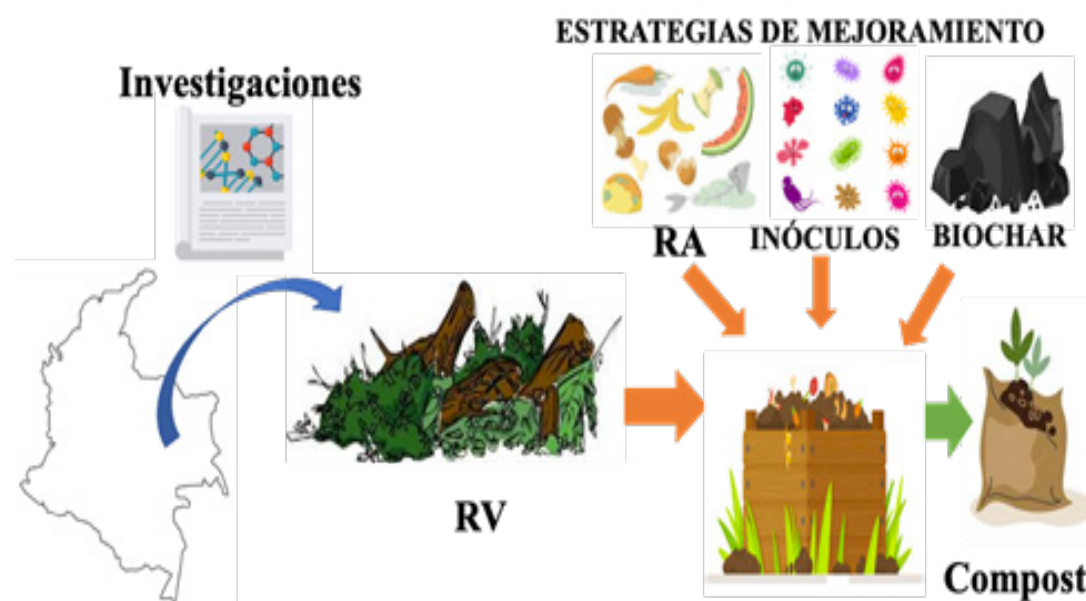 ESTRATEGIAS DE MEJORAMIENTO
Investigaciones
RA
INÓCULOS
BIOCHAR
RV
Compost